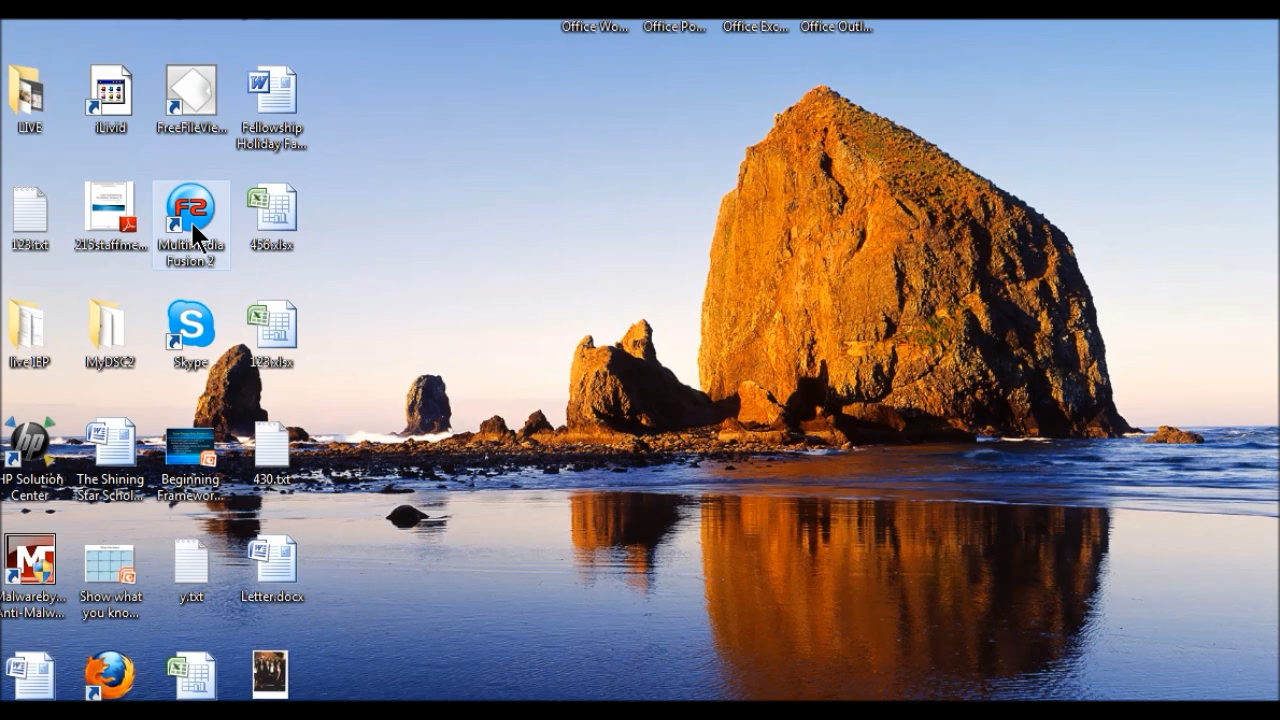 Office Wo... Office Po... Office Exc... Office Outl...
LIVE iLivid FreeFileVie... Fellowship
Holiday Fa...
123.txt 215staffme... Multimedia 456.xlsx
Fusion 2
F2
liveIEP MyDSC2 Skype 123.xlsx
S
hp
HP Solution The Shining Beginning 430.txt
Center Star Schol... Framewor...
Malwareby... Show what y.txt Letter.docx
Anti-Malw... you kno...